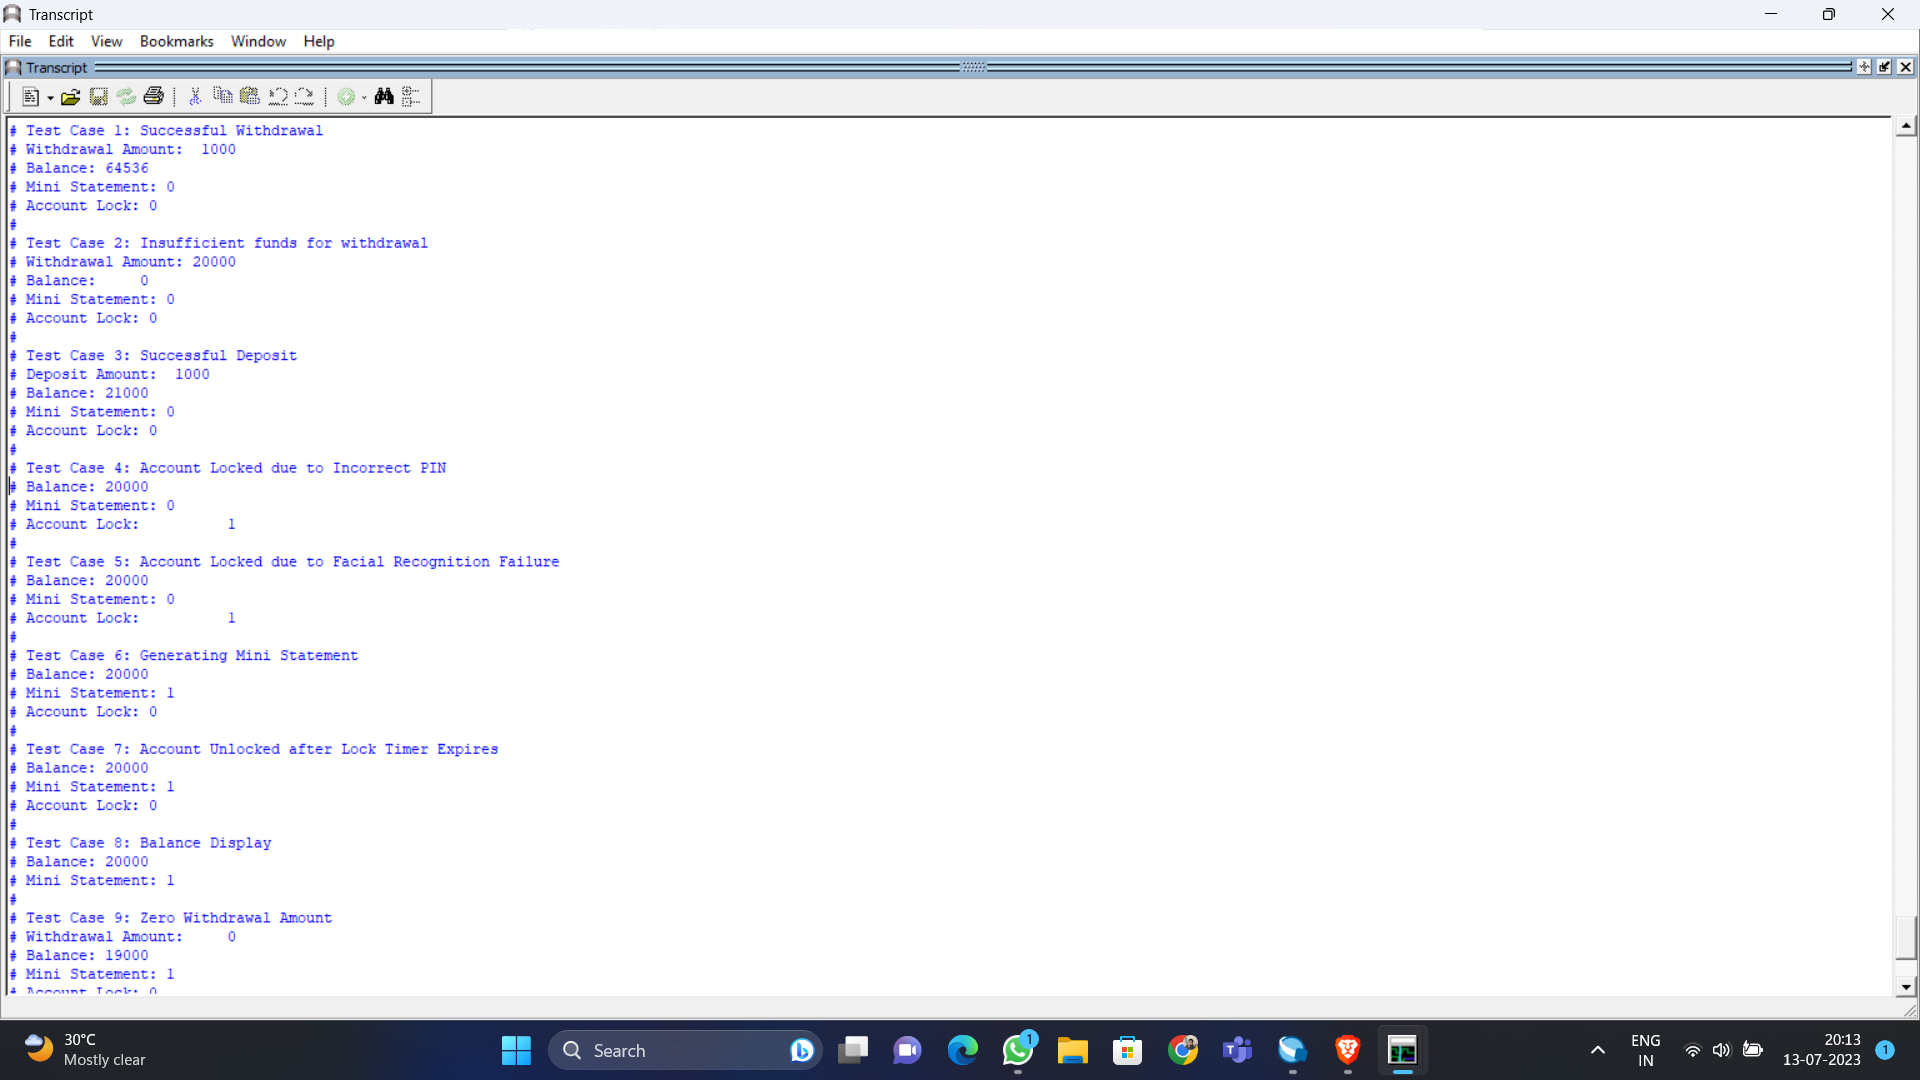 Transcript
File Edit View Bookmarks Window Help
Transcript
# Test Case 1: Successful Withdrawal
# Withdrawal Amount:  1000
# Balance: 64536
# Mini Statement: 0
# Account Lock: 0
#
# Test Case 2: Insufficient funds for withdrawal
# Withdrawal Amount: 20000
# Balance:     0
# Mini Statement: 0
# Account Lock: 0
#
# Test Case 3: Successful Deposit
# Deposit Amount:  1000
# Balance: 21000
# Mini Statement: 0
# Account Lock: 0
#
# Test Case 4: Account Locked due to Incorrect PIN
# Balance: 20000
# Mini Statement: 0
# Account Lock:          1
#
# Test Case 5: Account Locked due to Facial Recognition Failure
# Balance: 20000
# Mini Statement: 0
# Account Lock:          1
#
# Test Case 6: Generating Mini Statement
# Balance: 20000
# Mini Statement: 1
# Account Lock: 0
#
# Test Case 7: Account Unlocked after Lock Timer Expires
# Balance: 20000
# Mini Statement: 1
# Account Lock: 0
#
# Test Case 8: Balance Display
# Balance: 20000
# Mini Statement: 1
#
# Test Case 9: Zero Withdrawal Amount
# Withdrawal Amount:     0
# Balance: 19000
# Mini Statement: 1
# Account Lock: 0
30°C
Mostly clear
Search
1
ENG
IN
20:13
13-07-2023
1